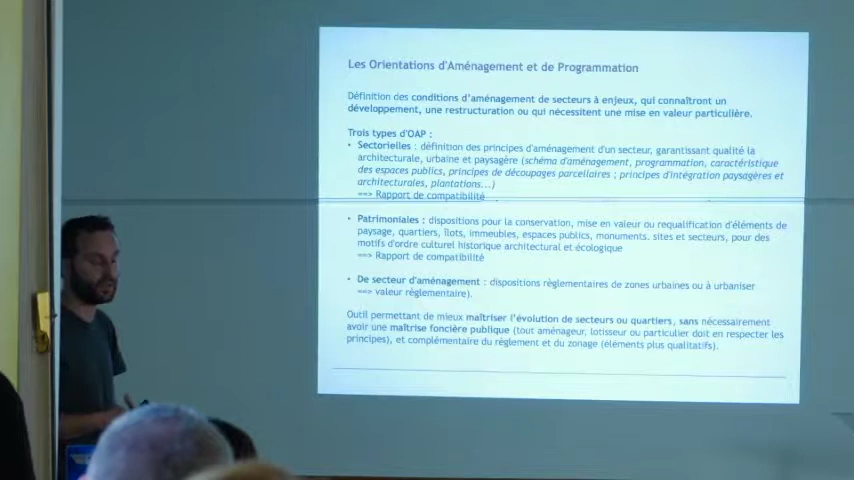 Les Orientations d'Aménagement et de Programmation
Définition des conditions d'aménagement de secteurs à enjeux, qui connaîtront un
développement, une restructuration ou qui nécessitent une mise en valeur particulière.
Trois types d'OAP :
• Sectorielles : définition des principes d'aménagement d'un secteur, garantissant qualité la
architecturale, urbaine et paysagère (schéma d'aménagement, programmation, caractéristique
des espaces publics, principes de découpages parcellaires ; principes d'intégration paysagères et
architecturales, plantations...)
==> Rapport de compatibilité
• Patrimoniales : dispositions pour la conservation, mise en valeur ou requalification d'éléments de
paysage, quartiers, îlots, immeubles, espaces publics, monuments. sites et secteurs, pour des
motifs d'ordre culturel historique architectural et écologique
==> Rapport de compatibilité
• De secteur d'aménagement : dispositions règlementaires de zones urbaines ou à urbaniser
==> valeur règlementaire).
Outil permettant de mieux maîtriser l'évolution de secteurs ou quartiers, sans nécessairement
avoir une maîtrise foncière publique (tout aménageur, lotisseur ou particulier doit en respecter les
principes), et complémentaire du règlement et du zonage (éléments plus qualitatifs).